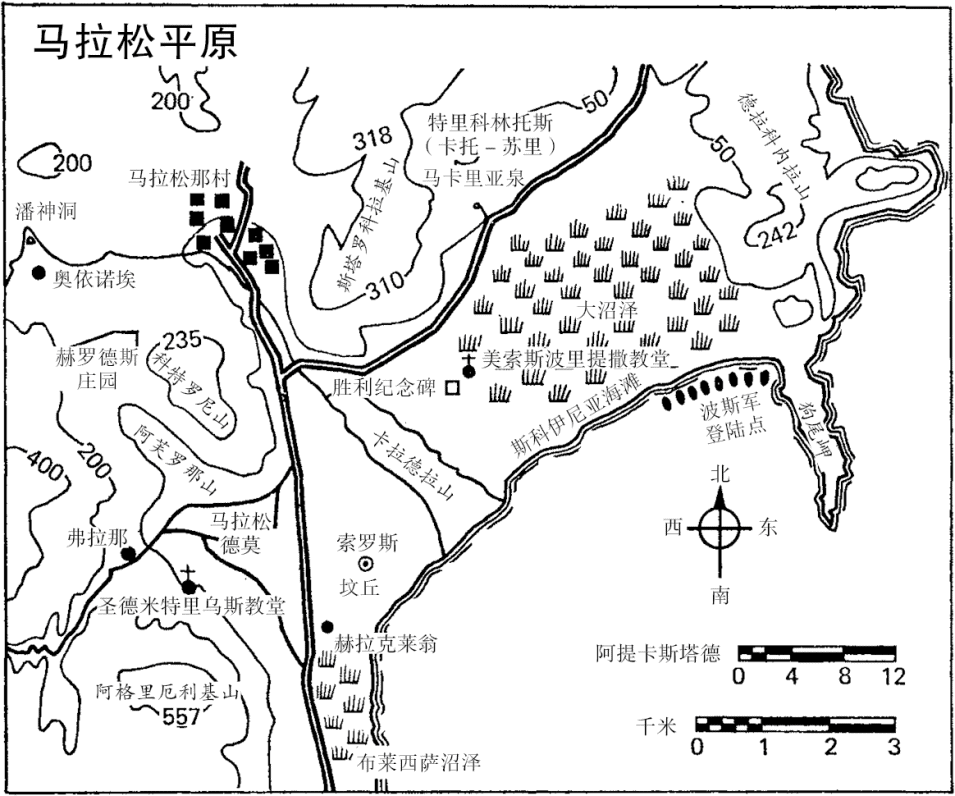 马拉松平原
200
318
50
特里科林托斯
（卡托－苏里）
马卡里亚泉
德拉科内拉山
50
242
200
马拉松那村
潘神洞
奥依诺埃
斯塔罗科拉基山
310
大沼泽
235
赫罗德斯
庄园
科特罗尼山
美索斯波里提撒教堂
胜利纪念碑
斯科伊尼亚海滩
波斯军
登陆点
狗尾岬
400
200
阿芙罗那山
卡拉德拉山
北
西
东
南
马拉松
德莫
弗拉那
索罗斯
坟丘
圣德米特里乌斯教堂
赫拉克莱翁
阿提卡斯塔德
0 4 8 12
阿格里厄利基山
557
千米
0 1 2 3
布莱西萨沼泽